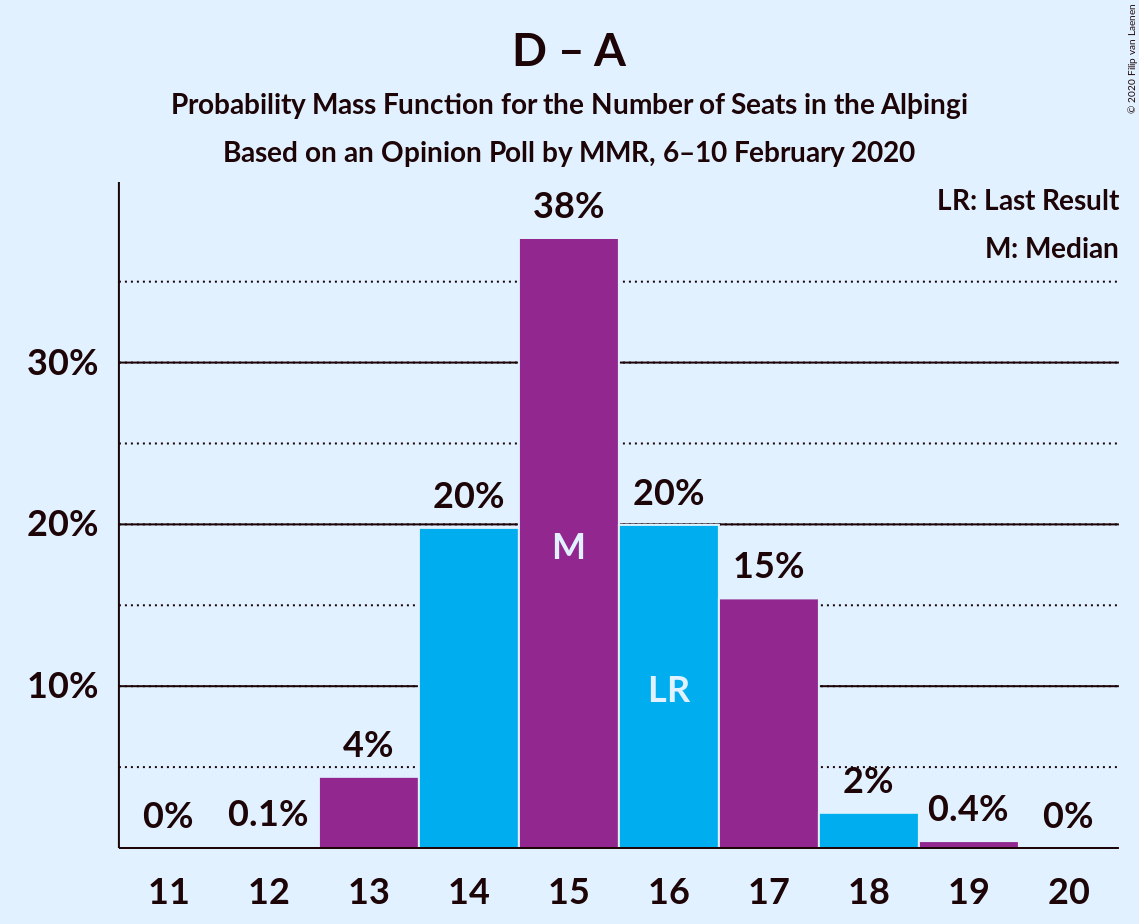 D – A
Probability Mass Function for the Number of Seats in the Alþingi
Based on an Opinion Poll by MMR, 6–10 February 2020
© 2020 Filip van Laenen
LR: Last Result
M: Median
38%
30%
20%
20%
20%
M
15%
LR
10%
4%
2%
0%
0.1%
0.4%
0%
11
12
13
14
15
16
17
18
19
20